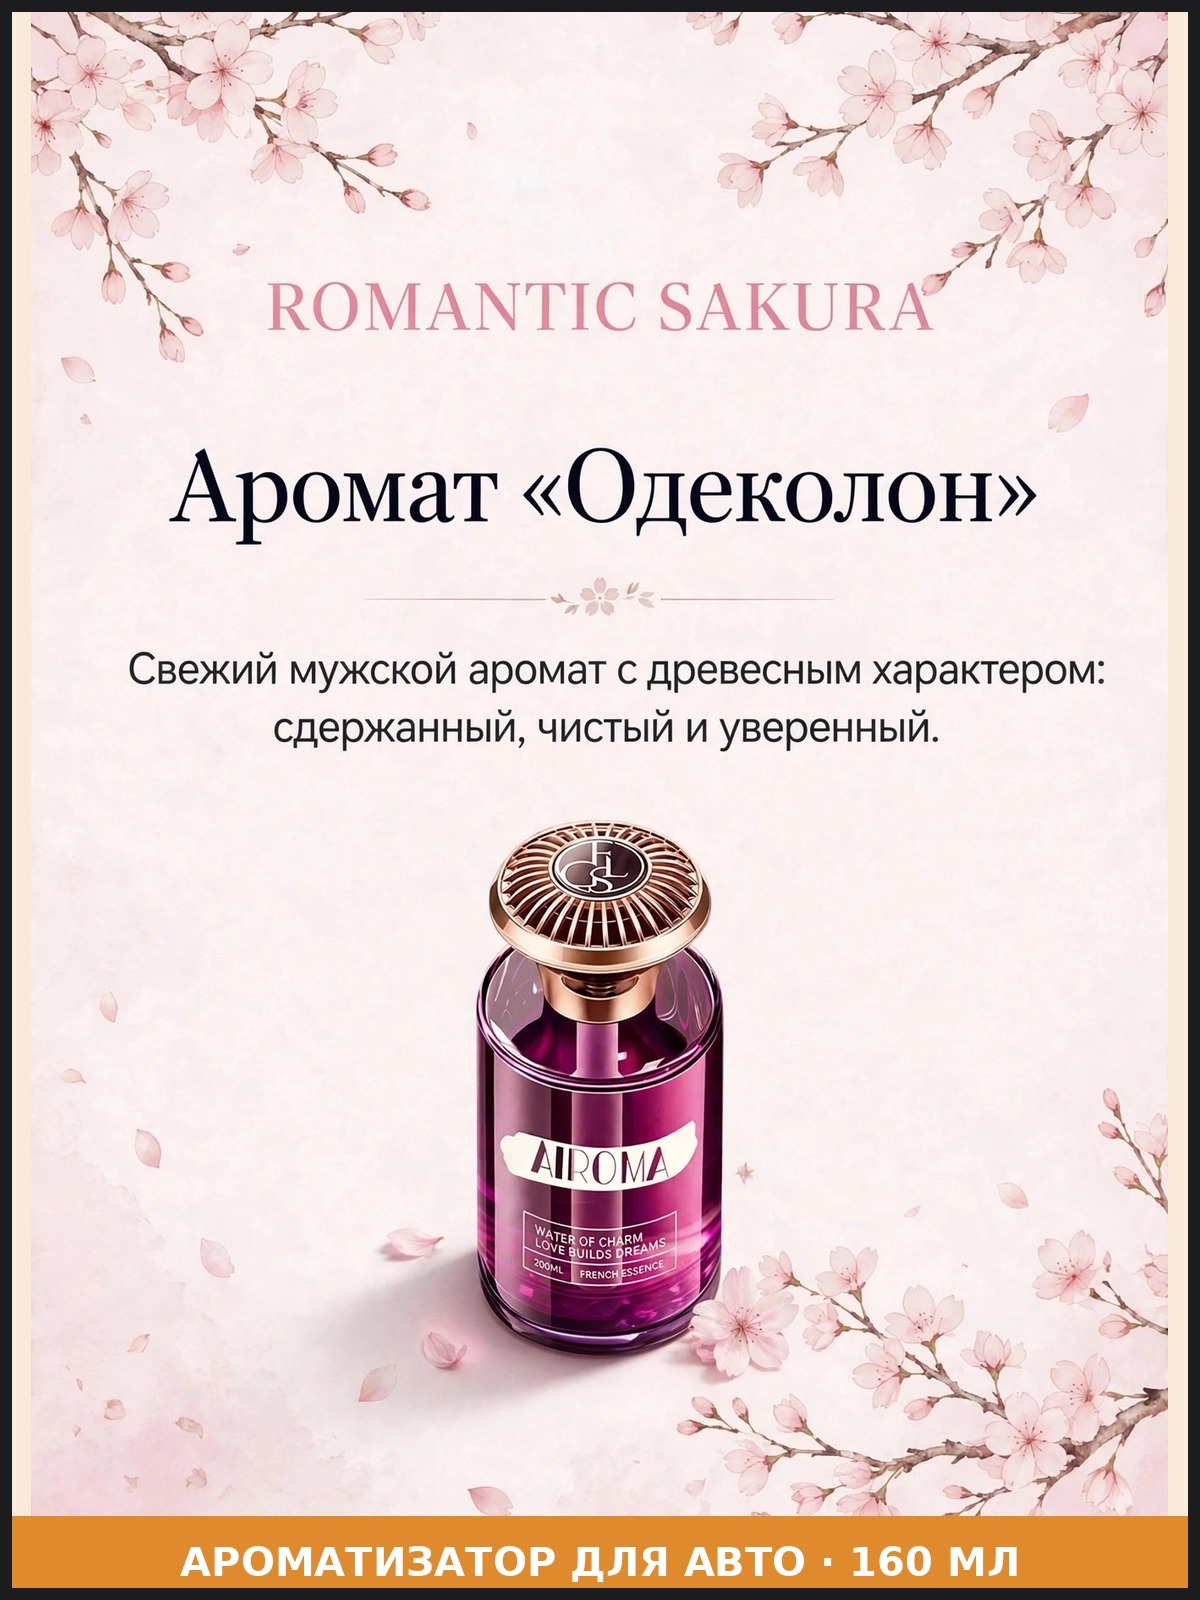 ROMANTIC SAKURA
Аромат «Одеколон»
Свежий мужской аромат с древесным характером:
сдержанный, чистый и уверенный.
AIROMA
WATER OF CHARM
LOVE BUILDS DREAMS
200ML FRENCH ESSENCE
АРОМАТИЗАТОР ДЛЯ АВТО · 160 МЛ